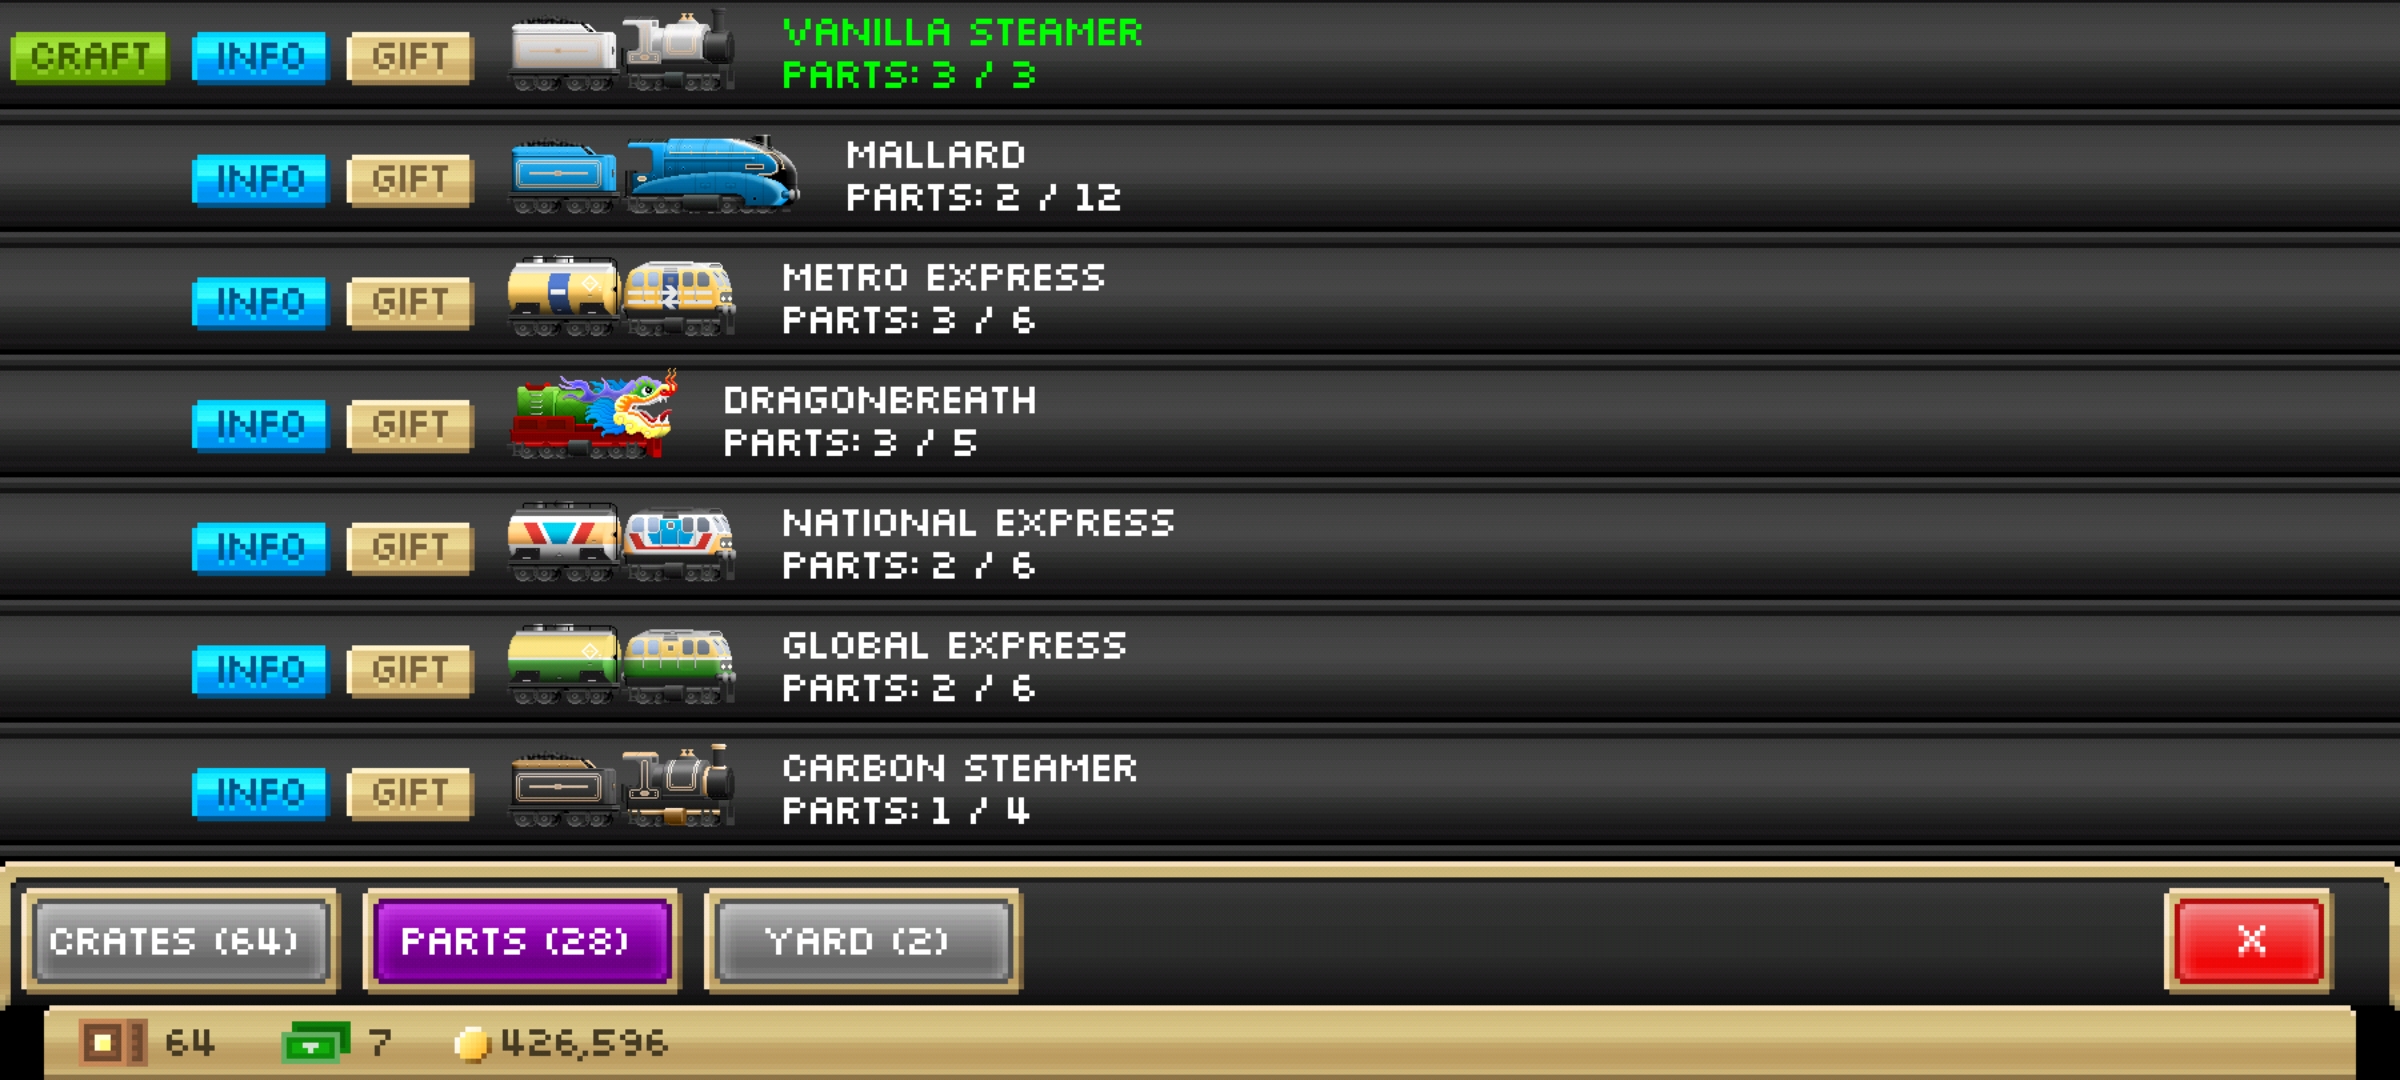 CRAFT INFO GIFT VANILLA STEAMER
PARTS: 3 / 3
INFO GIFT MALLARD
PARTS: 2 / 12
INFO GIFT METRO EXPRESS
PARTS: 3 / 6
INFO GIFT DRAGONBREATH
PARTS: 3 / 5
INFO GIFT NATIONAL EXPRESS
PARTS: 2 / 6
INFO GIFT GLOBAL EXPRESS
PARTS: 2 / 6
INFO GIFT CARBON STEAMER
PARTS: 1 / 4
CRATES (64) PARTS (28) YARD (2) X
64 7 426,596